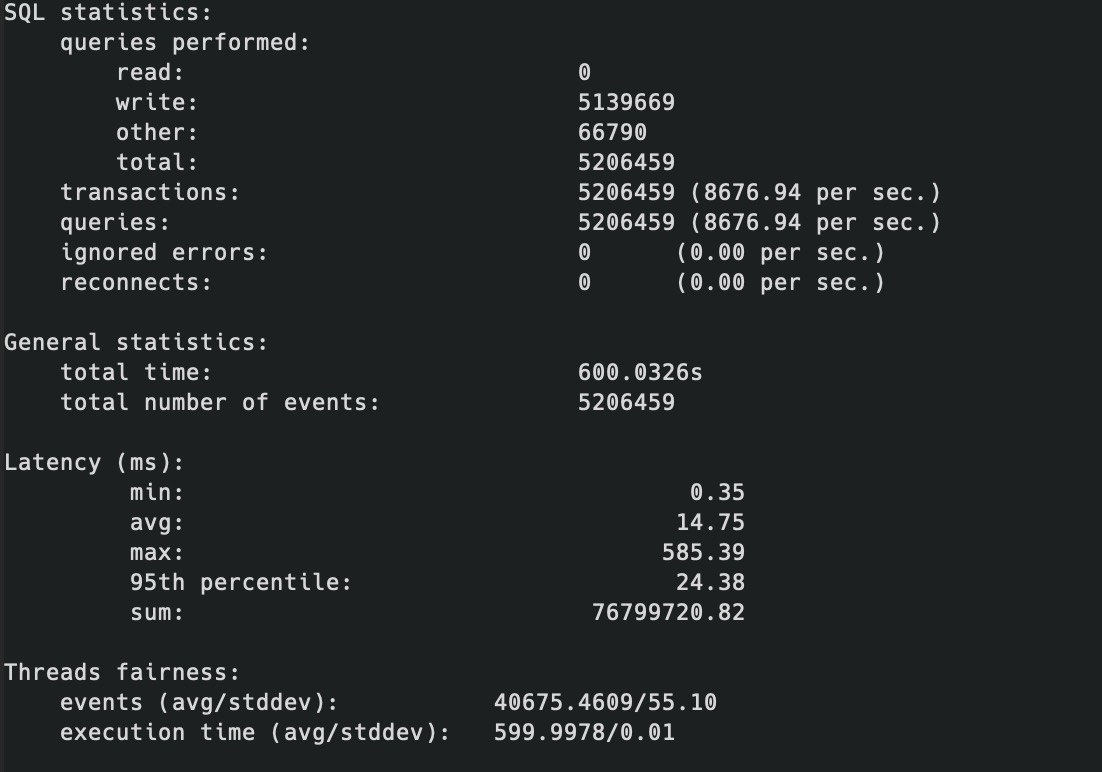 SQL statistics:
    queries performed:
        read:                            0
        write:                           5139669
        other:                           66790
        total:                           5206459
    transactions:                        5206459 (8676.94 per sec.)
    queries:                             5206459 (8676.94 per sec.)
    ignored errors:                      0      (0.00 per sec.)
    reconnects:                          0      (0.00 per sec.)

General statistics:
    total time:                          600.0326s
    total number of events:              5206459

Latency (ms):
         min:                                    0.35
         avg:                                   14.75
         max:                                  585.39
         95th percentile:                       24.38
         sum:                             76799720.82

Threads fairness:
    events (avg/stddev):           40675.4609/55.10
    execution time (avg/stddev):   599.9978/0.01